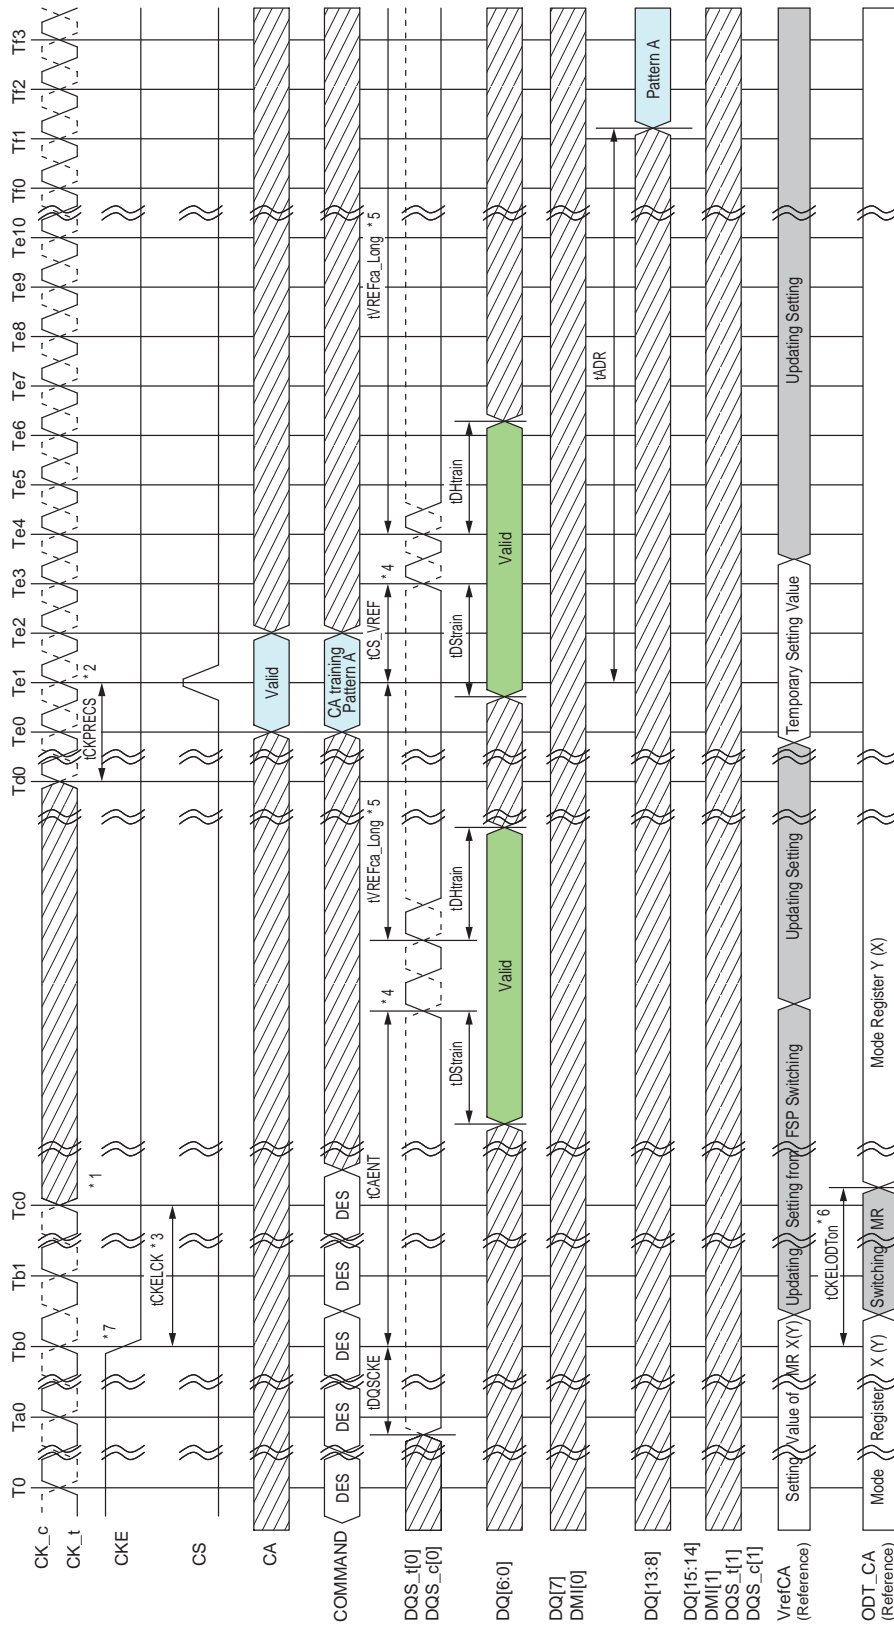 T0 Ta0 Tb0 Tb1 Tc0 Td0 Te0 Te1 Te2 Te3 Te4 Te5 Te6 Te7 Te8 Te9 Te10 Tf0 Tf1 Tf2 Tf3
CK_c
CK_t
* 1
tCKPRECS
* 2
CKE
* 7
tCKELCK * 3
CS
CA
Valid
COMMAND
DES DES DES DES DES
CA training
Pattern A
tDQSCKE
tCAENT
tVREFca_Long * 5
tCS_VREF
tVREFca_Long * 5
DQS_t[0]
DQS_c[0]
* 4
* 4
tDStrain
tDHtrain
tDStrain
tDHtrain
DQ[6:0]
Valid
Valid
DQ[7]
DMI[0]
tADR
DQ[13:8]
Pattern A
DQ[15:14]
DMI[1]
DQS_t[1]
DQS_c[1]
VrefCA
(Reference)
Setting Value of MR X(Y)
Updating Setting from FSP Switching
Updating Setting
Temporary Setting Value
Updating Setting
tCKELODTon * 6
ODT_CA
(Reference)
Mode Register X (Y)
Switching MR
Mode Register Y (X)